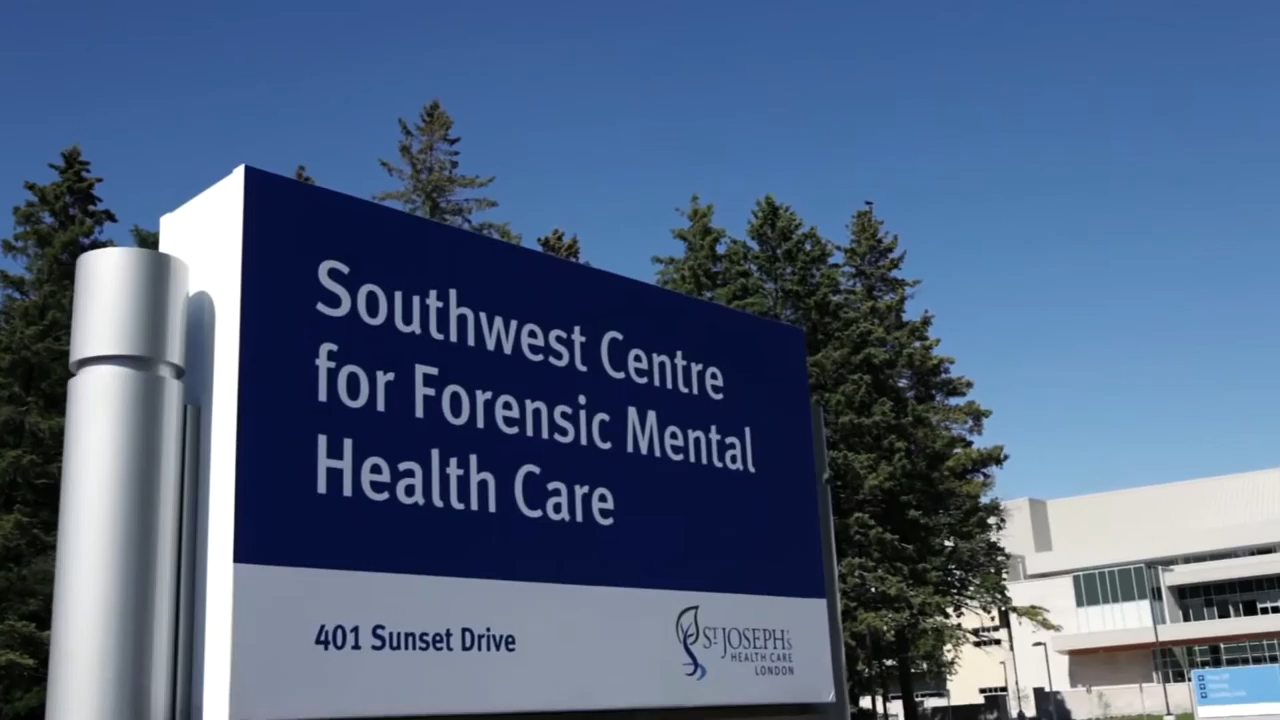 Southwest Centre
for Forensic Mental
Health Care
401 Sunset Drive
ST JOSEPH'S
HEALTH CARE
LONDON